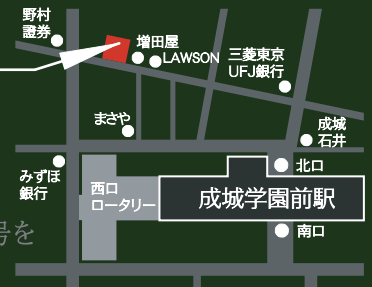 野村
證券
増田屋
LAWSON
三菱東京
UFJ銀行
まさや
成城
石井
みずほ
銀行
西口
ロータリー
北口
成城学園前駅
南口
号を